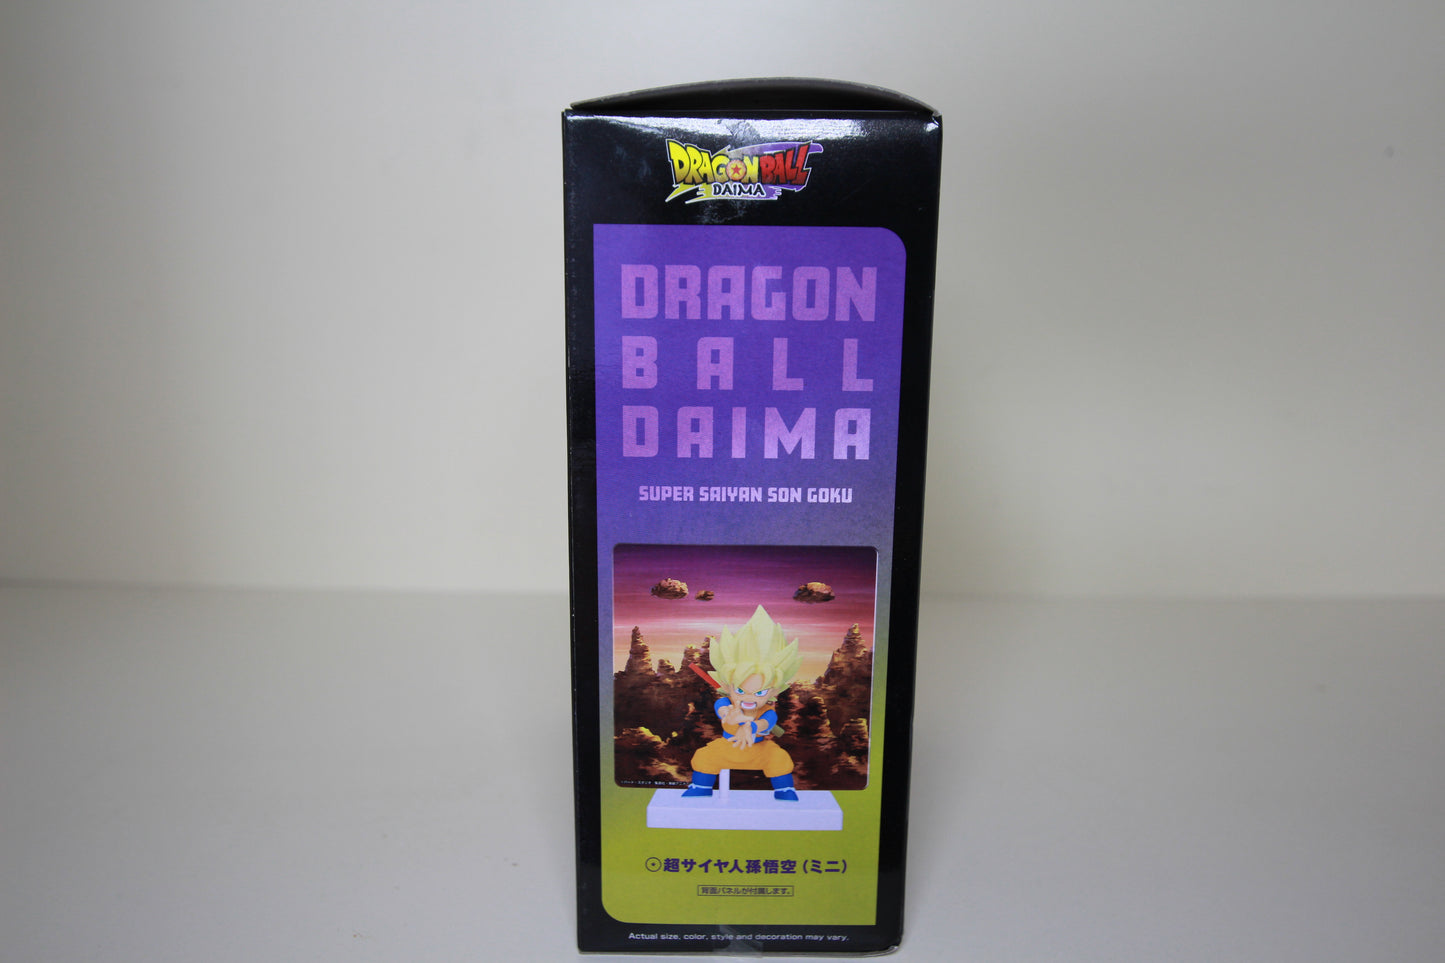 DRAGON BALL
DAIMA
DRAGON
BALL
DAIMA
SUPER SAIYAN SON GOKU
超サイヤ人孫悟空(ミニ)
背面パネルが付属します。
Actual size, color, style and decoration may vary.